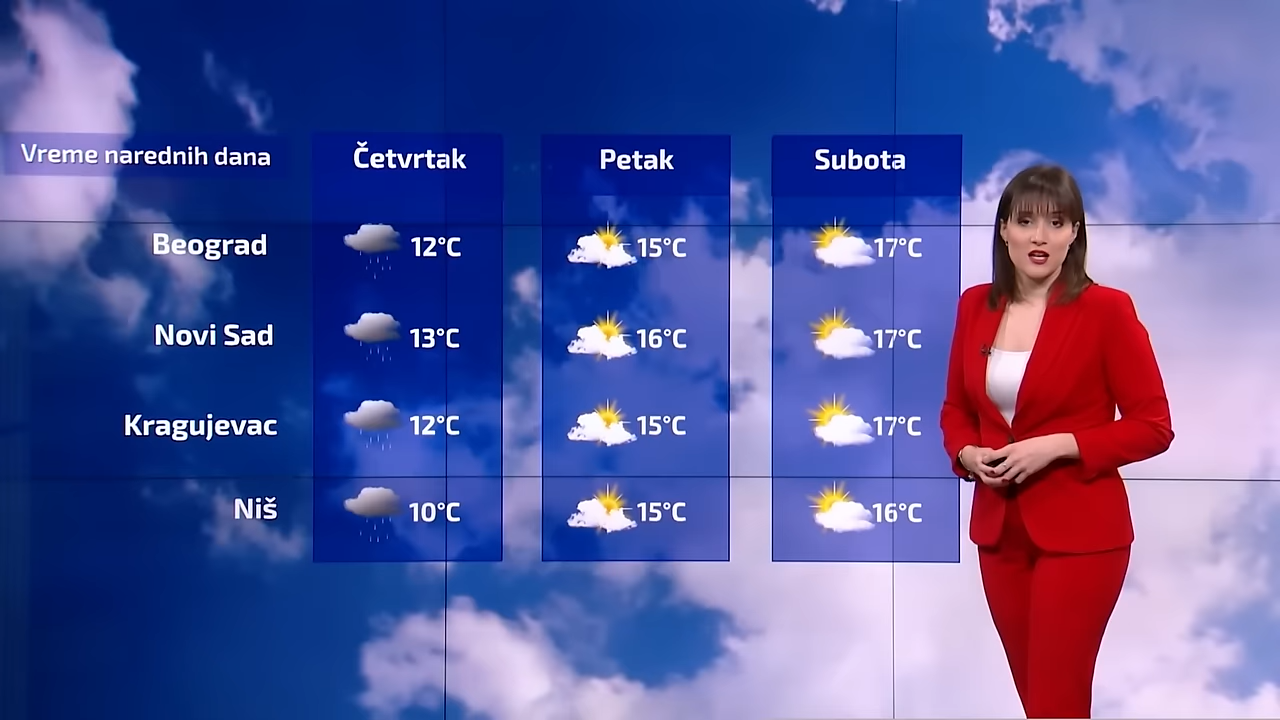 Vreme narednih dana
Četvrtak Petak Subota
Beograd 12°C 15°C 17°C
Novi Sad 13°C 16°C 17°C
Kragujevac 12°C 15°C 17°C
Niš 10°C 15°C 16°C